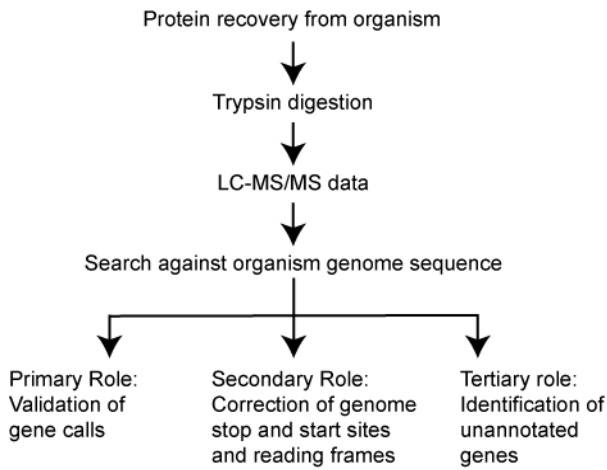 Protein recovery from organism
Trypsin digestion
LC-MS/MS data
Search against organism genome sequence
Primary Role:
Validation of
gene calls
Secondary Role:
Correction of genome
stop and start sites
and reading frames
Tertiary role:
Identification of
unannotated
genes